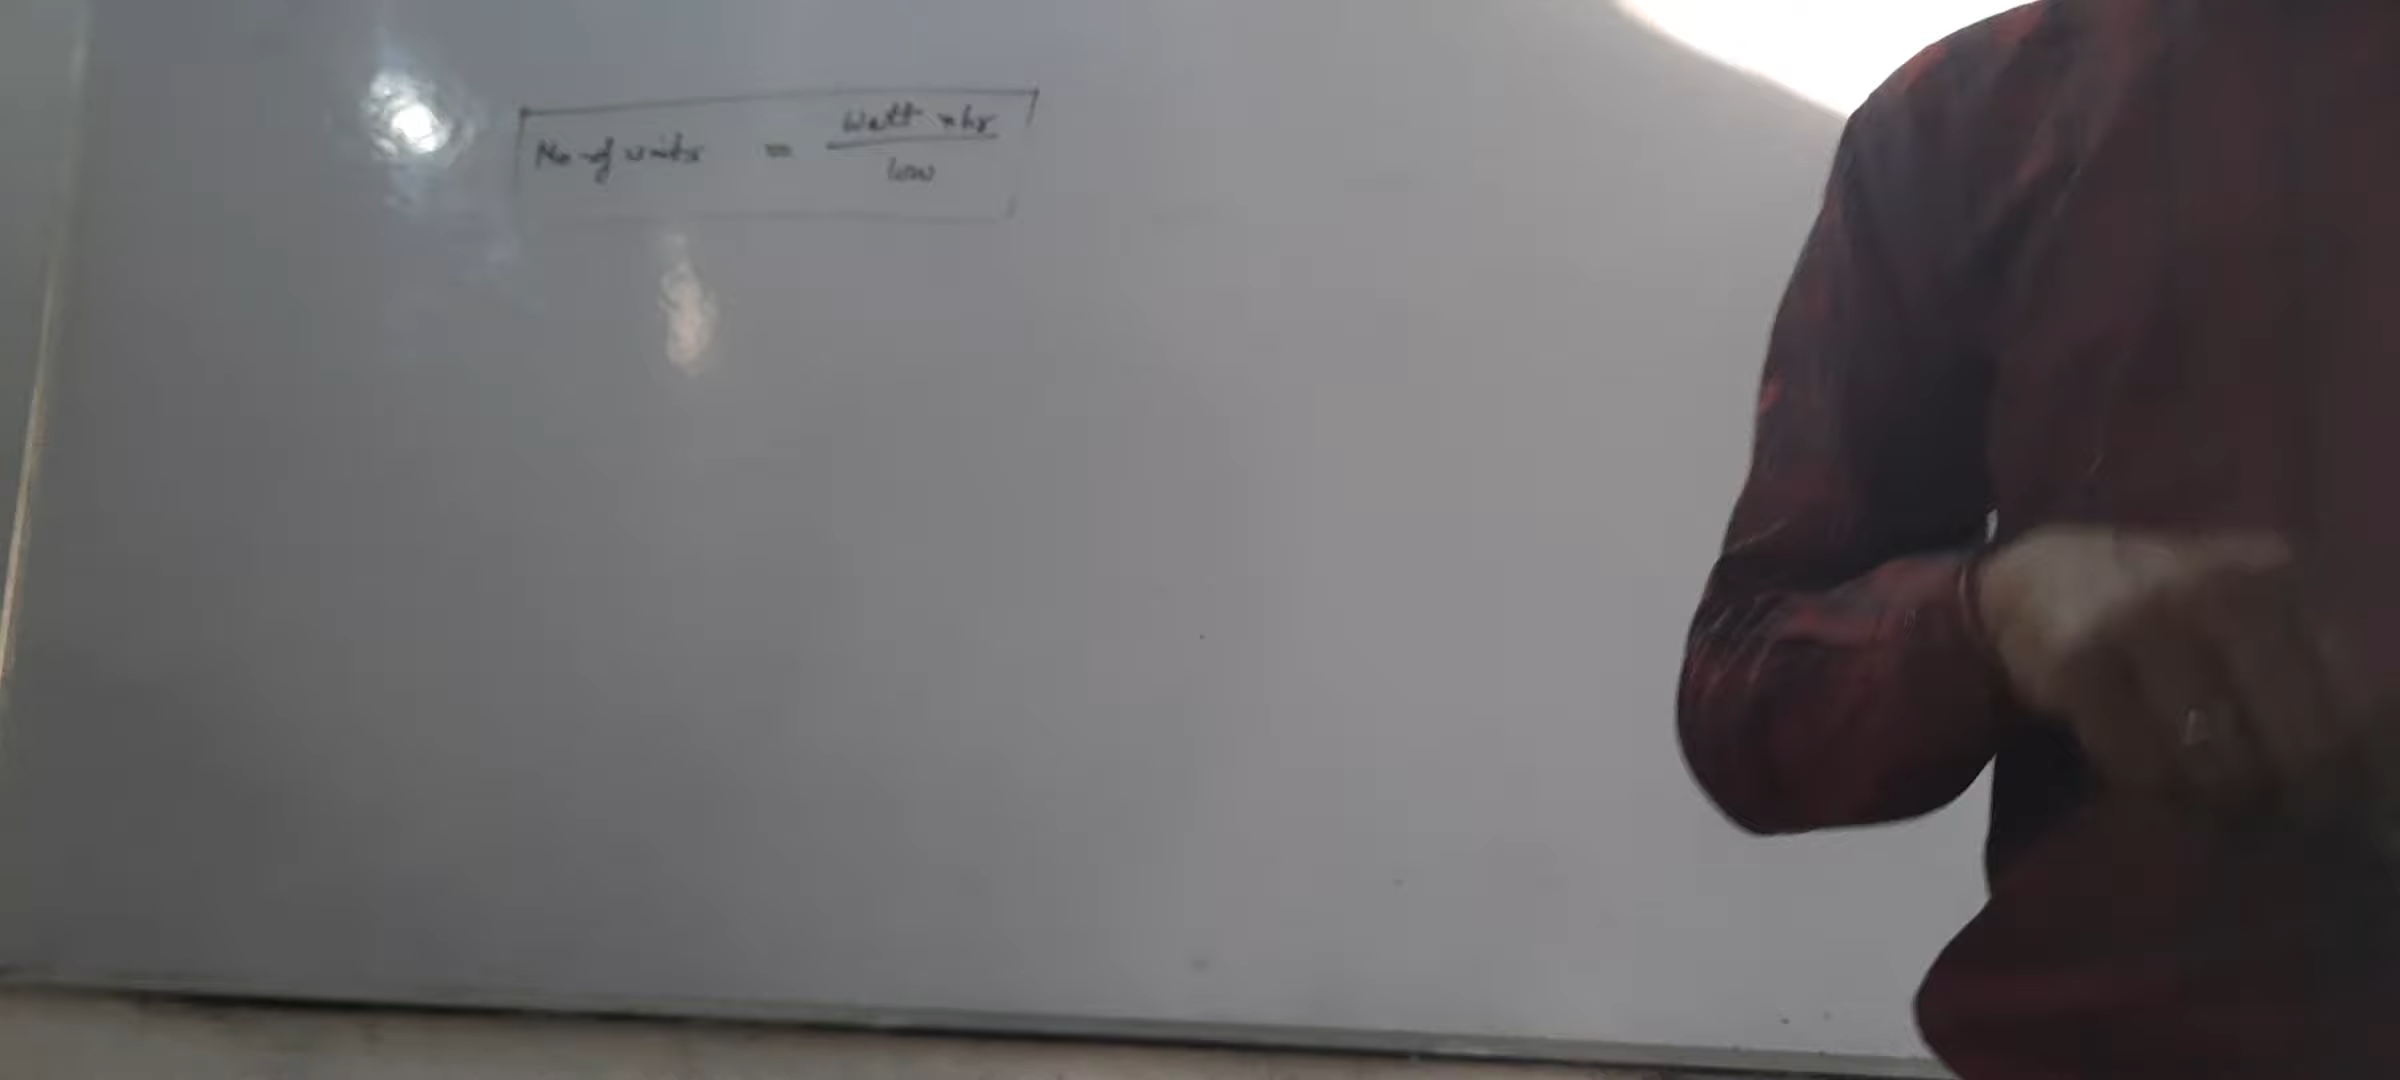 No of units = Watt × hr / 1000